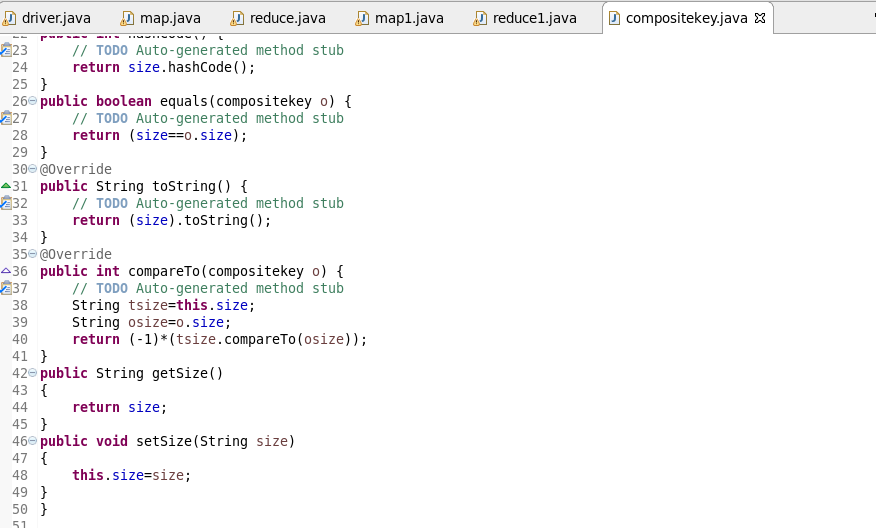 driver.java map.java reduce.java map1.java reduce1.java compositekey.java
22 public int hashCode() {
23 // TODO Auto-generated method stub
24 return size.hashCode();
25 }
26 public boolean equals(compositekey o) {
27 // TODO Auto-generated method stub
28 return (size==o.size);
29 }
30 @Override
31 public String toString() {
32 // TODO Auto-generated method stub
33 return (size).toString();
34 }
35 @Override
36 public int compareTo(compositekey o) {
37 // TODO Auto-generated method stub
38 String tsize=this.size;
39 String osize=o.size;
40 return (-1)*(tsize.compareTo(osize));
41 }
42 public String getSize()
43 {
44 return size;
45 }
46 public void setSize(String size)
47 {
48 this.size=size;
49 }
50 }
51